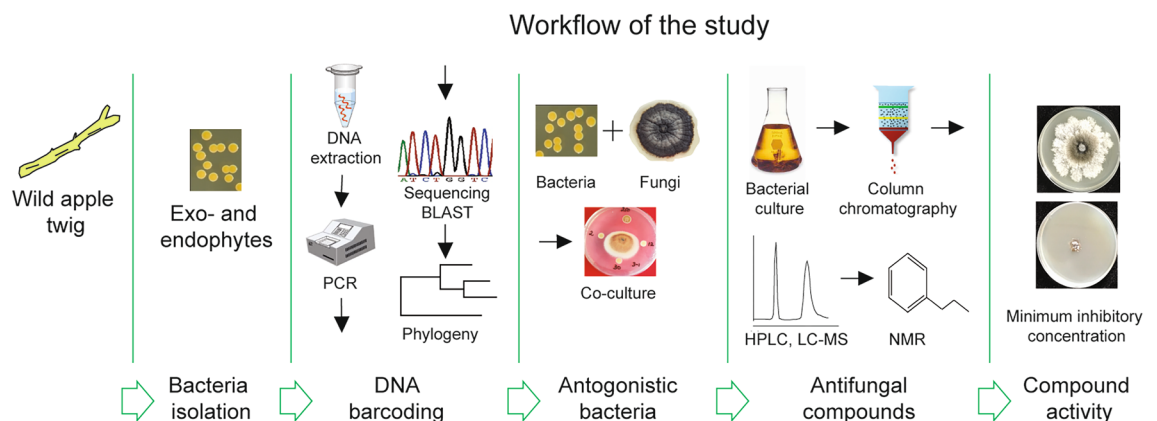 Workflow of the study
Wild apple
twig
Exo- and
endophytes
DNA
extraction
PCR
A T C T G G T C
Sequencing
BLAST
Phylogeny
Bacteria
Fungi
Co-culture
Bacterial
culture
Column
chromatography
HPLC, LC-MS
NMR
Minimum inhibitory
concentration
Bacteria
isolation
DNA
barcoding
Antogonistic
bacteria
Antifungal
compounds
Compound
activity